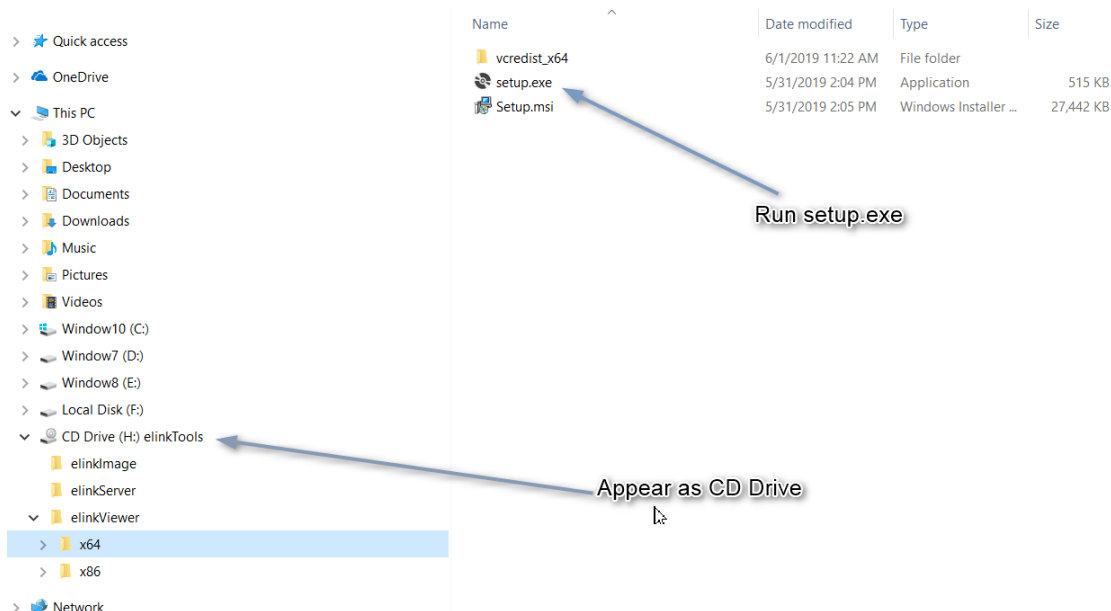 Name Date modified Type Size
Quick access
vcredist_x64 6/1/2019 11:22 AM File folder
OneDrive
setup.exe 5/31/2019 2:04 PM Application 515 KB
Setup.msi 5/31/2019 2:05 PM Windows Installer ... 27,442 KB
This PC
3D Objects
Desktop
Documents
Downloads
Run setup.exe
Music
Pictures
Videos
Window10 (C:)
Window7 (D:)
Window8 (E:)
Local Disk (F:)
CD Drive (H:) elinkTools
elinkImage
Appear as CD Drive
elinkServer
elinkViewer
x64
x86
Network